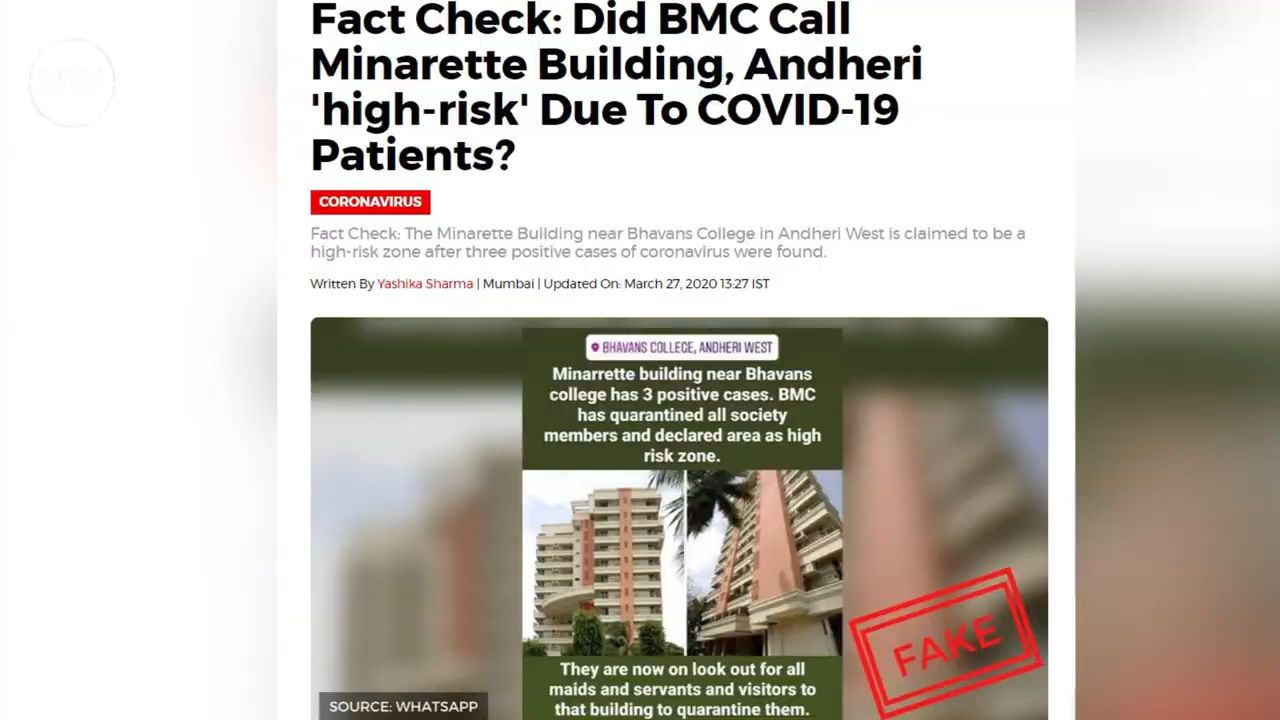 Fact Check: Did BMC Call
Minarette Building, Andheri
'high-risk' Due To COVID-19
Patients?
CORONAVIRUS
Fact Check: The Minarette Building near Bhavans College in Andheri West is claimed to be a
high-risk zone after three positive cases of coronavirus were found.
Written By Yashika Sharma | Mumbai | Updated On: March 27, 2020 13:27 IST
BHAVANS COLLEGE, ANDHERI WEST
Minarrette building near Bhavans
college has 3 positive cases. BMC
has quarantined all society
members and declared area as high
risk zone.
FAKE
They are now on look out for all
maids and servants and visitors to
that building to quarantine them.
SOURCE: WHATSAPP